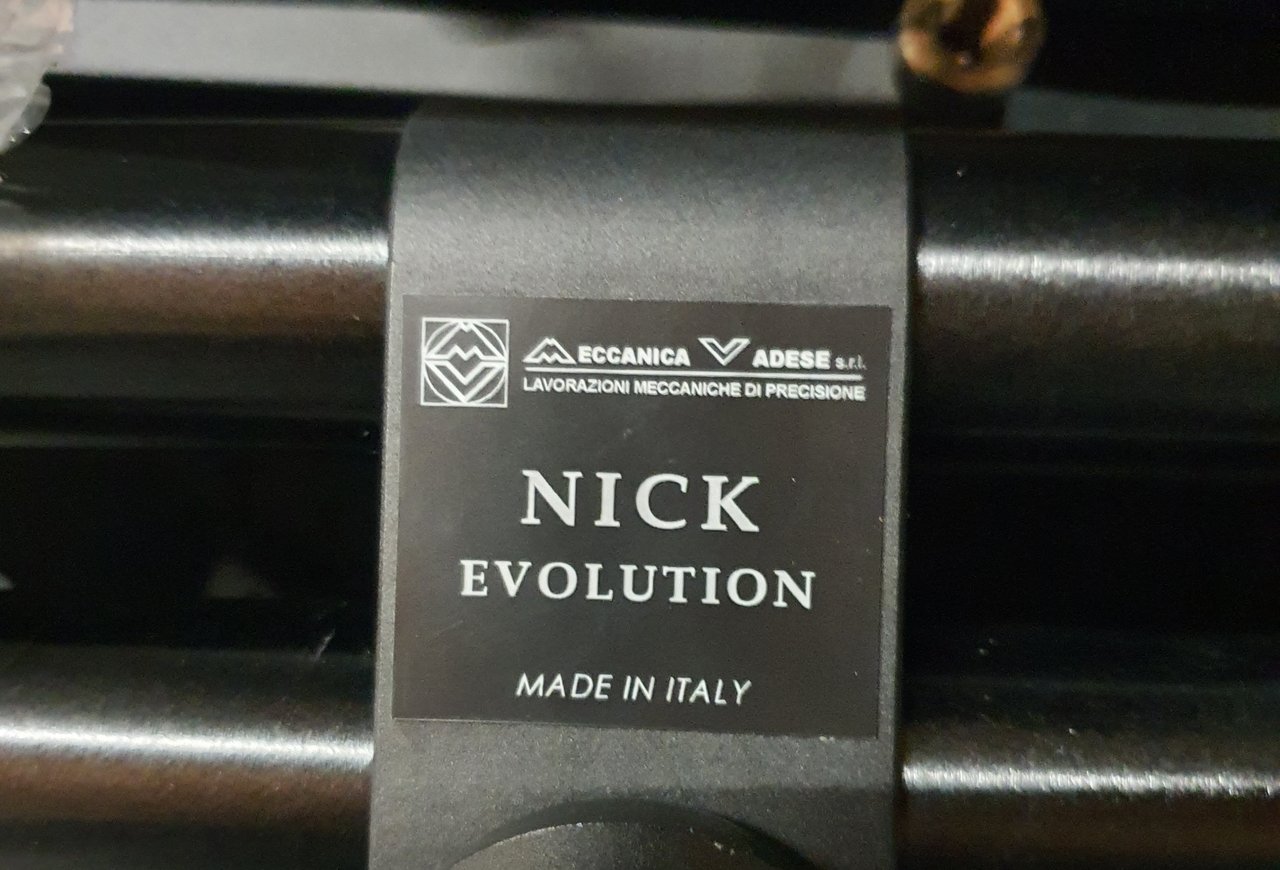 MECCANICA VADESE s.r.l.
LAVORAZIONI MECCANICHE DI PRECISIONE
NICK
EVOLUTION
MADE IN ITALY